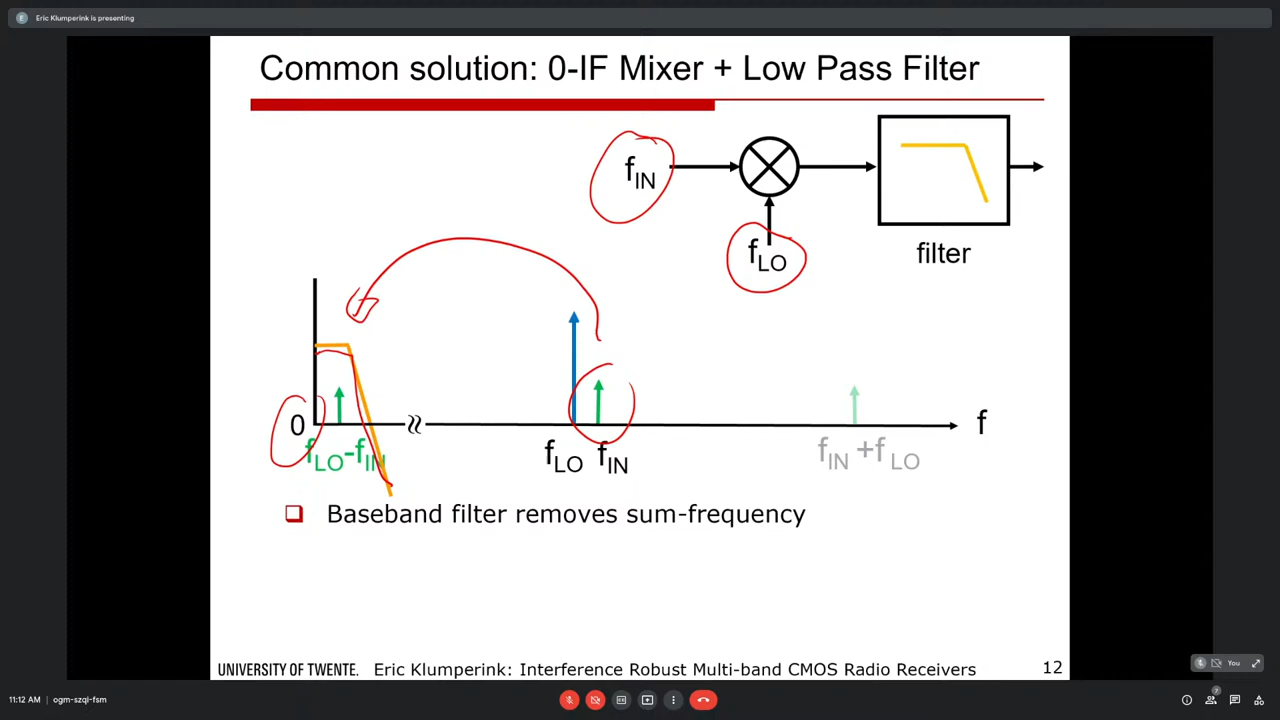 Eric Klumperink is presenting
E
Common solution: 0-IF Mixer + Low Pass Filter
fIN
fLO
filter
0
fLO-fIN
fLO
fIN
fIN +fLO
f
Baseband filter removes sum-frequency
UNIVERSITY OF TWENTE.
Eric Klumperink: Interference Robust Multi-band CMOS Radio Receivers
12
You
11:12 AM
ogm-szqi-fsm
7